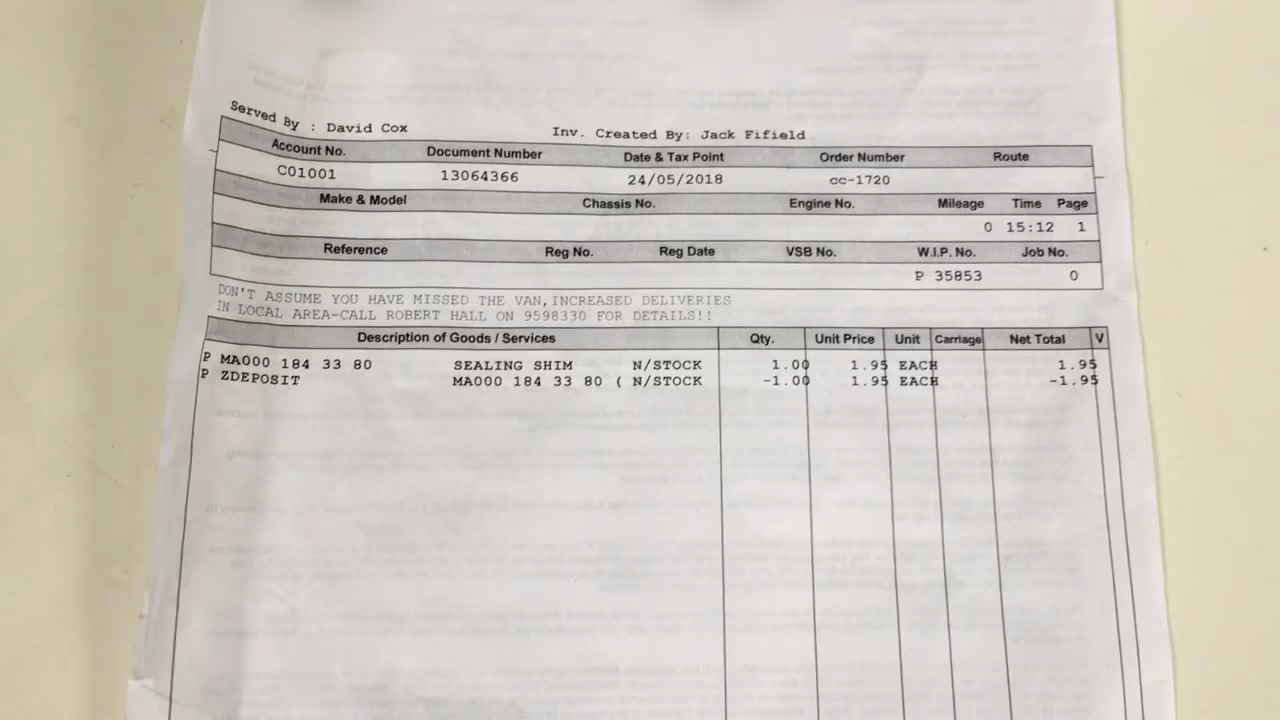 Served By : David Cox Inv. Created By: Jack Fifield
Account No. Document Number Date & Tax Point Order Number Route
C01001 13064366 24/05/2018 cc-1720
Make & Model Chassis No. Engine No. Mileage Time Page
0 15:12 1
Reference Reg No. Reg Date VSB No. W.I.P. No. Job No.
P 35853 0
DON'T ASSUME YOU HAVE MISSED THE VAN,INCREASED DELIVERIES
IN LOCAL AREA-CALL ROBERT HALL ON 9598330 FOR DETAILS!!
Description of Goods / Services Qty. Unit Price Unit Carriage Net Total V
P MA000 184 33 80 SEALING SHIM N/STOCK 1.00 1.95 EACH 1.95
P ZDEPOSIT MA000 184 33 80 ( N/STOCK -1.00 1.95 EACH -1.95